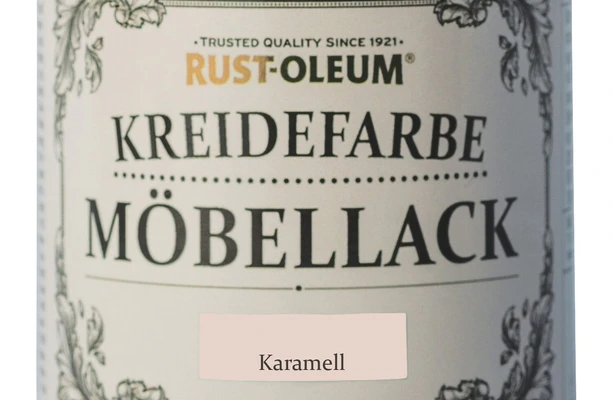 ·TRUSTED QUALITY SINCE 1921·
RUST-OLEUM®
KREIDEFARBE
MÖBELLACK
Karamell